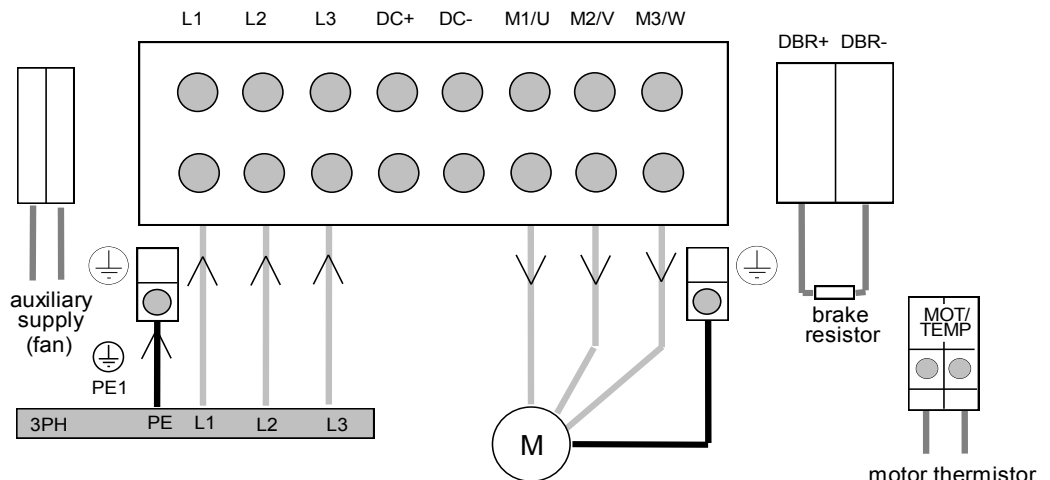 L1 L2 L3 DC+ DC- M1/U M2/V M3/W
DBR+ DBR-
auxiliary
supply
(fan)
PE1
brake
resistor
MOT/
TEMP
3PH PE L1 L2 L3
M
motor thermistor